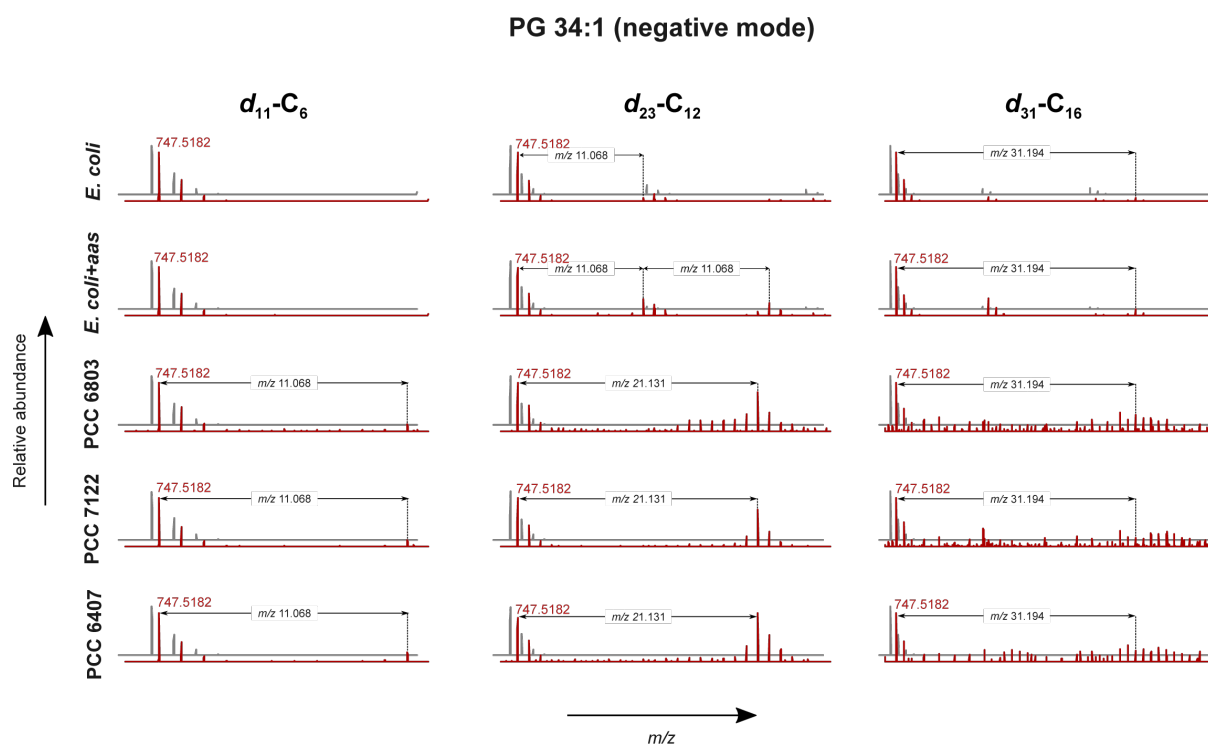 PG 34:1 (negative mode)
d11-C6 d23-C12 d31-C16
E. coli
747.5182
747.5182
m/z 11.068
747.5182
m/z 31.194
E. coli+aas
747.5182
747.5182
m/z 11.068 m/z 11.068
747.5182
m/z 31.194
PCC 6803
747.5182
m/z 11.068
747.5182
m/z 21.131
747.5182
m/z 31.194
PCC 7122
747.5182
m/z 11.068
747.5182
m/z 21.131
747.5182
m/z 31.194
PCC 6407
747.5182
m/z 11.068
747.5182
m/z 21.131
747.5182
m/z 31.194
Relative abundance
m/z